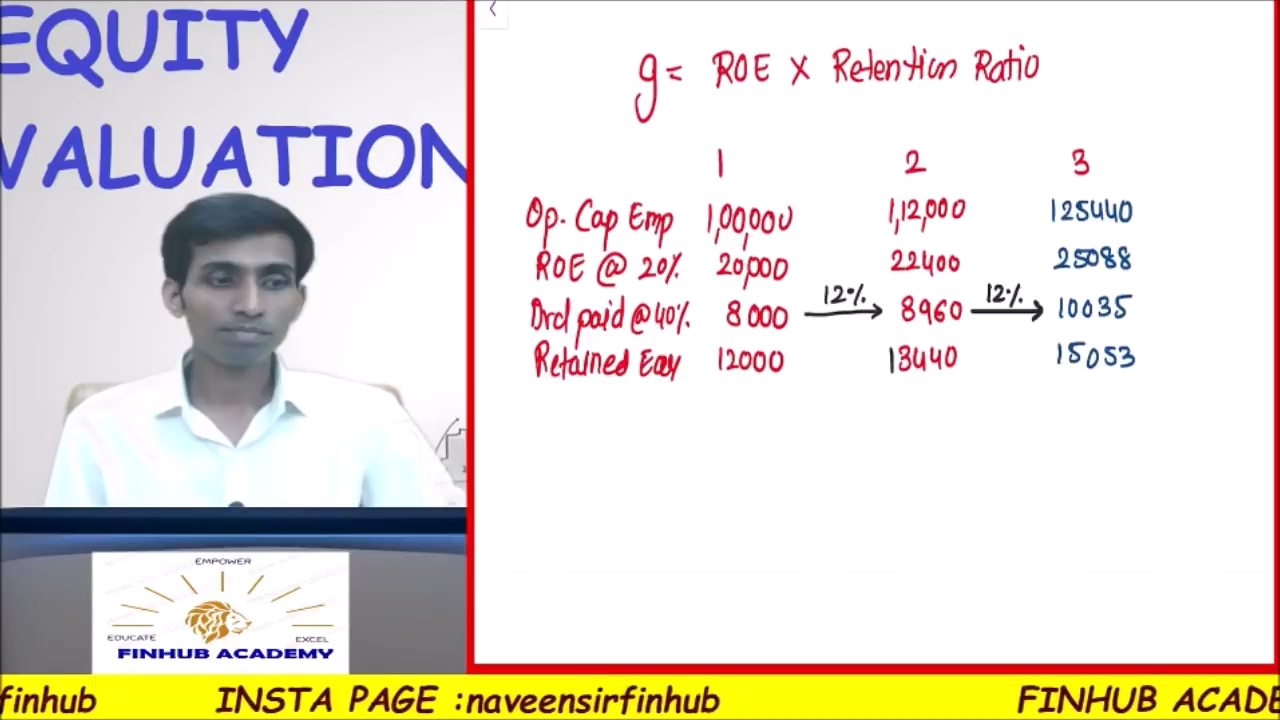 EQUITY
VALUATION
g = ROE × Retention Ratio
1 2 3
Op. Cap Emp 1,00,000 1,12,000 125440
ROE @ 20% 20,000 22400 25088
12% 12%
Drd paid @ 40% 8000 8960 10035
Retained Eay 12000 13440 15053
EMPOWER
EDUCATE EXCEL
FINHUB ACADEMY
finhub INSTA PAGE :naveensirfinhub FINHUB ACADE